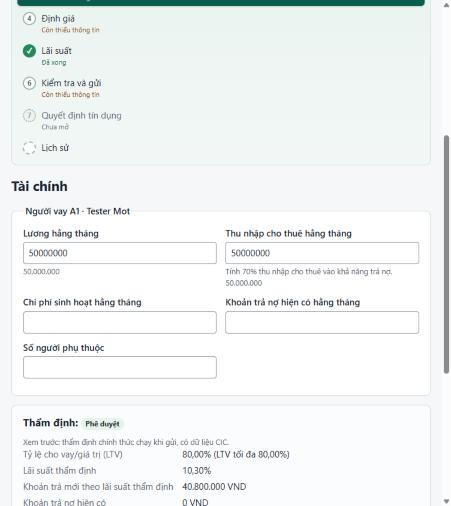 4 Định giá
Còn thiếu thông tin
Lãi suất
Đã xong
6 Kiểm tra và gửi
Còn thiếu thông tin
7 Quyết định tín dụng
Chưa mở
Lịch sử
Tài chính
Người vay A1 · Tester Mot
Lương hằng tháng
Thu nhập cho thuê hằng tháng
50000000
50000000
50.000.000
Tính 70% thu nhập cho thuê vào khả năng trả nợ.
50.000.000
Chi phí sinh hoạt hằng tháng
Khoản trả nợ hiện có hằng tháng
Số người phụ thuộc
Thẩm định: Phê duyệt
Xem trước: thẩm định chính thức chạy khi gửi, có dữ liệu CIC.
Tỷ lệ cho vay/giá trị (LTV) 80,00% (LTV tối đa 80,00%)
Lãi suất thẩm định 10,30%
Khoản trả mới theo lãi suất thẩm định 40.800.000 VND
Khoản trả nợ hiện có 0 VND